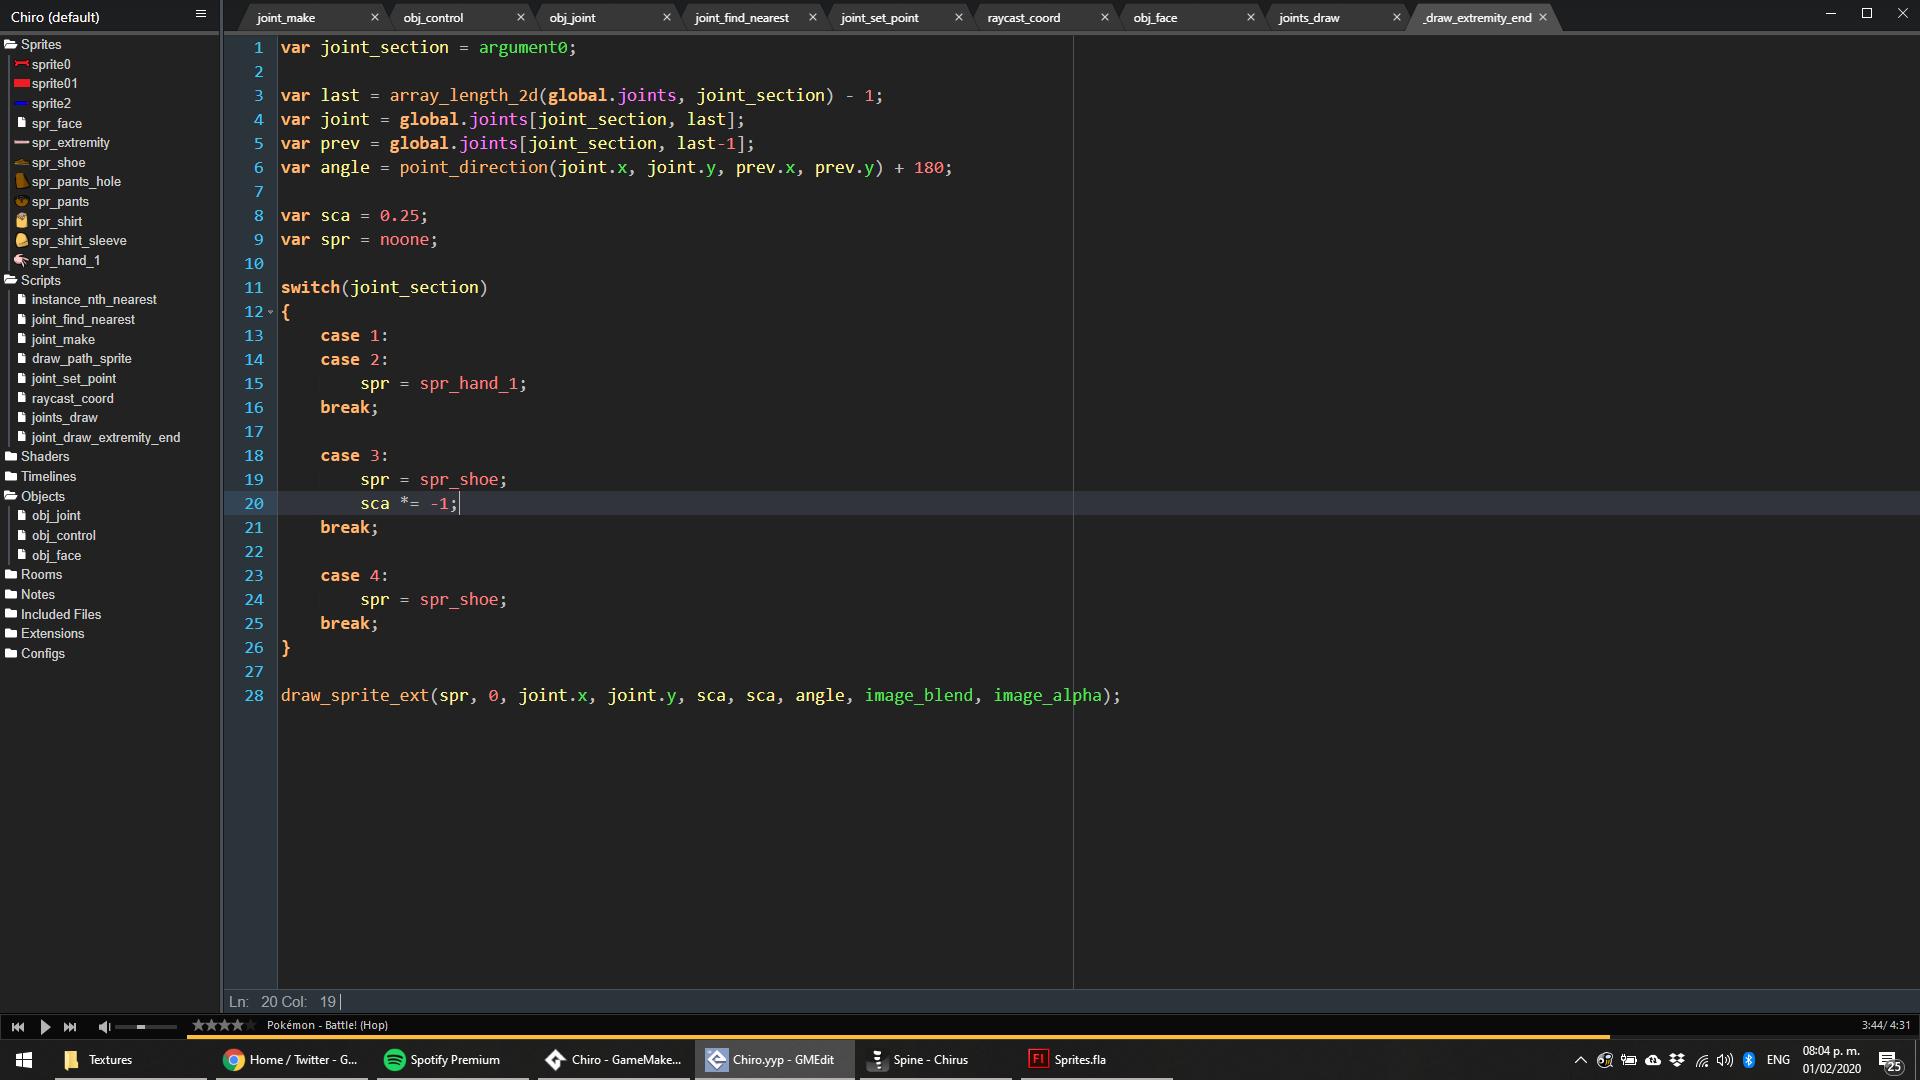 Chiro (default)
joint_make
obj_control
obj_joint
joint_find_nearest
joint_set_point
raycast_coord
obj_face
joints_draw
_draw_extremity_end
Sprites
sprite0
sprite01
sprite2
spr_face
spr_extremity
spr_shoe
spr_pants_hole
spr_pants
spr_shirt
spr_shirt_sleeve
spr_hand_1
Scripts
instance_nth_nearest
joint_find_nearest
joint_make
draw_path_sprite
joint_set_point
raycast_coord
joints_draw
joint_draw_extremity_end
Shaders
Timelines
Objects
obj_joint
obj_control
obj_face
Rooms
Notes
Included Files
Extensions
Configs
1 var joint_section = argument0;
2
3 var last = array_length_2d(global.joints, joint_section) - 1;
4 var joint = global.joints[joint_section, last];
5 var prev = global.joints[joint_section, last-1];
6 var angle = point_direction(joint.x, joint.y, prev.x, prev.y) + 180;
7
8 var sca = 0.25;
9 var spr = noone;
10
11 switch(joint_section)
12 {
13 case 1:
14 case 2:
15 spr = spr_hand_1;
16 break;
17
18 case 3:
19 spr = spr_shoe;
20 sca *= -1;
21 break;
22
23 case 4:
24 spr = spr_shoe;
25 break;
26 }
27
28 draw_sprite_ext(spr, 0, joint.x, joint.y, sca, sca, angle, image_blend, image_alpha);
Ln: 20 Col: 19
Pokémon - Battle! (Hop)
3:44/ 4:31
Textures
Home / Twitter - G...
Spotify Premium
Chiro - GameMake...
Chiro.yyp - GMEdit
Spine - Chirus
Fl
Sprites.fla
ENG
08:04 p. m.
01/02/2020
25